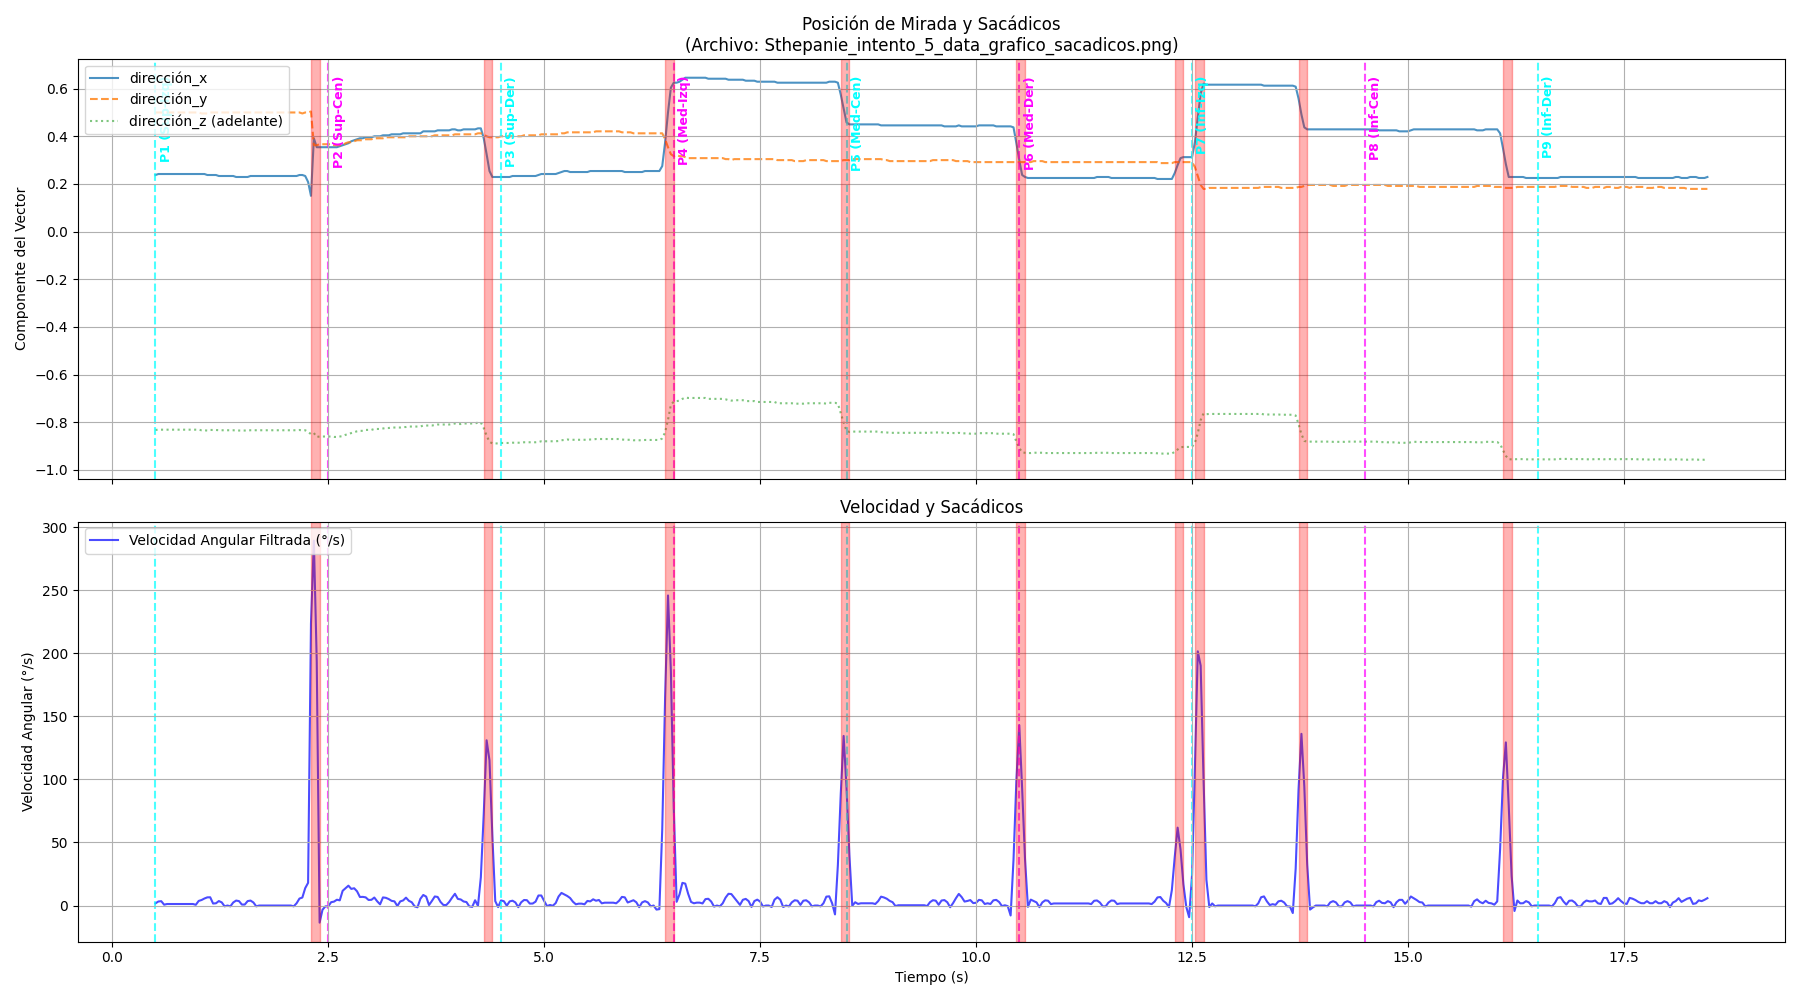 Posición de Mirada y Sacádicos
(Archivo: Sthepanie_intento_5_data_grafico_sacadicos.png)
dirección_x
dirección_y
dirección_z (adelante)
P2 (Sup-Cen)
P3 (Sup-Der)
P4 (Med-Izq)
P5 (Med-Cen)
P6 (Med-Der)
P7 (Inf-Izq)
P8 (Inf-Cen)
P9 (Inf-Der)
Componente del Vector
0.6
0.4
0.2
0.0
−0.2
−0.4
−0.6
−0.8
−1.0
Velocidad y Sacádicos
Velocidad Angular Filtrada (°/s)
Velocidad Angular (°/s)
300
250
200
150
100
50
0
0.0
2.5
5.0
7.5
10.0
12.5
15.0
17.5
Tiempo (s)